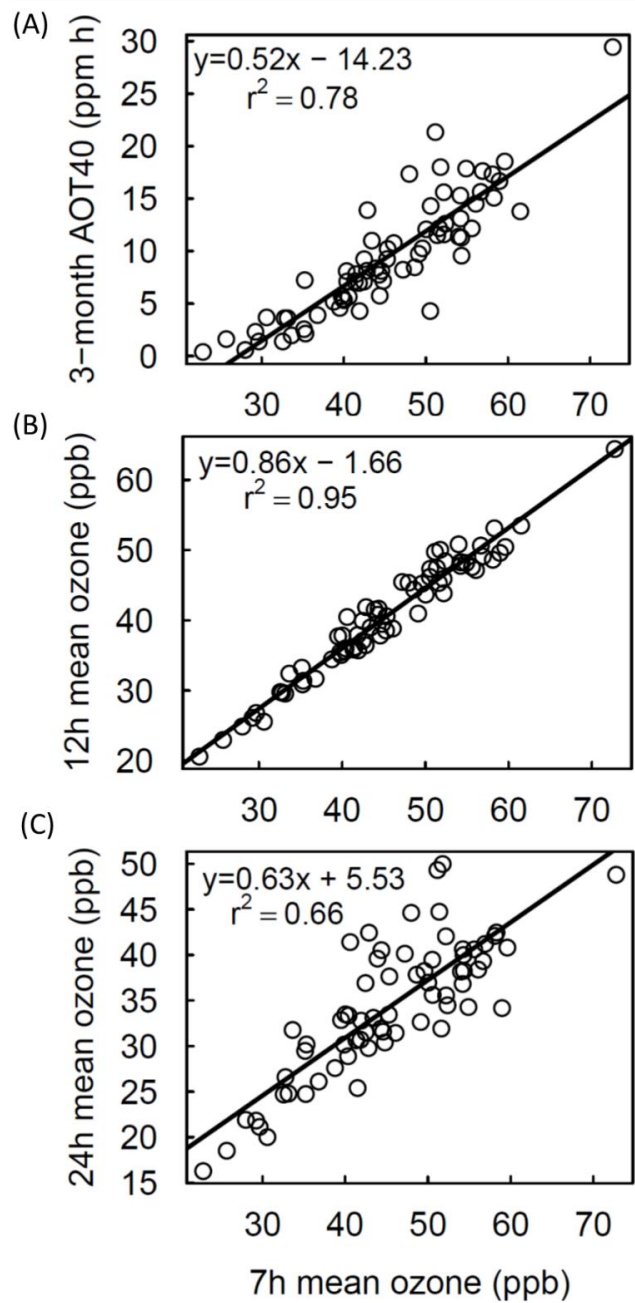 (A)
3−month AOT40 (ppm h)
30
25
20
15
10
5
0
y=0.52x − 14.23
r² = 0.78
30 40 50 60 70
(B)
12h mean ozone (ppb)
60
50
40
30
20
y=0.86x − 1.66
r² = 0.95
30 40 50 60 70
(C)
24h mean ozone (ppb)
50
45
40
35
30
25
20
15
y=0.63x + 5.53
r² = 0.66
30 40 50 60 70
7h mean ozone (ppb)